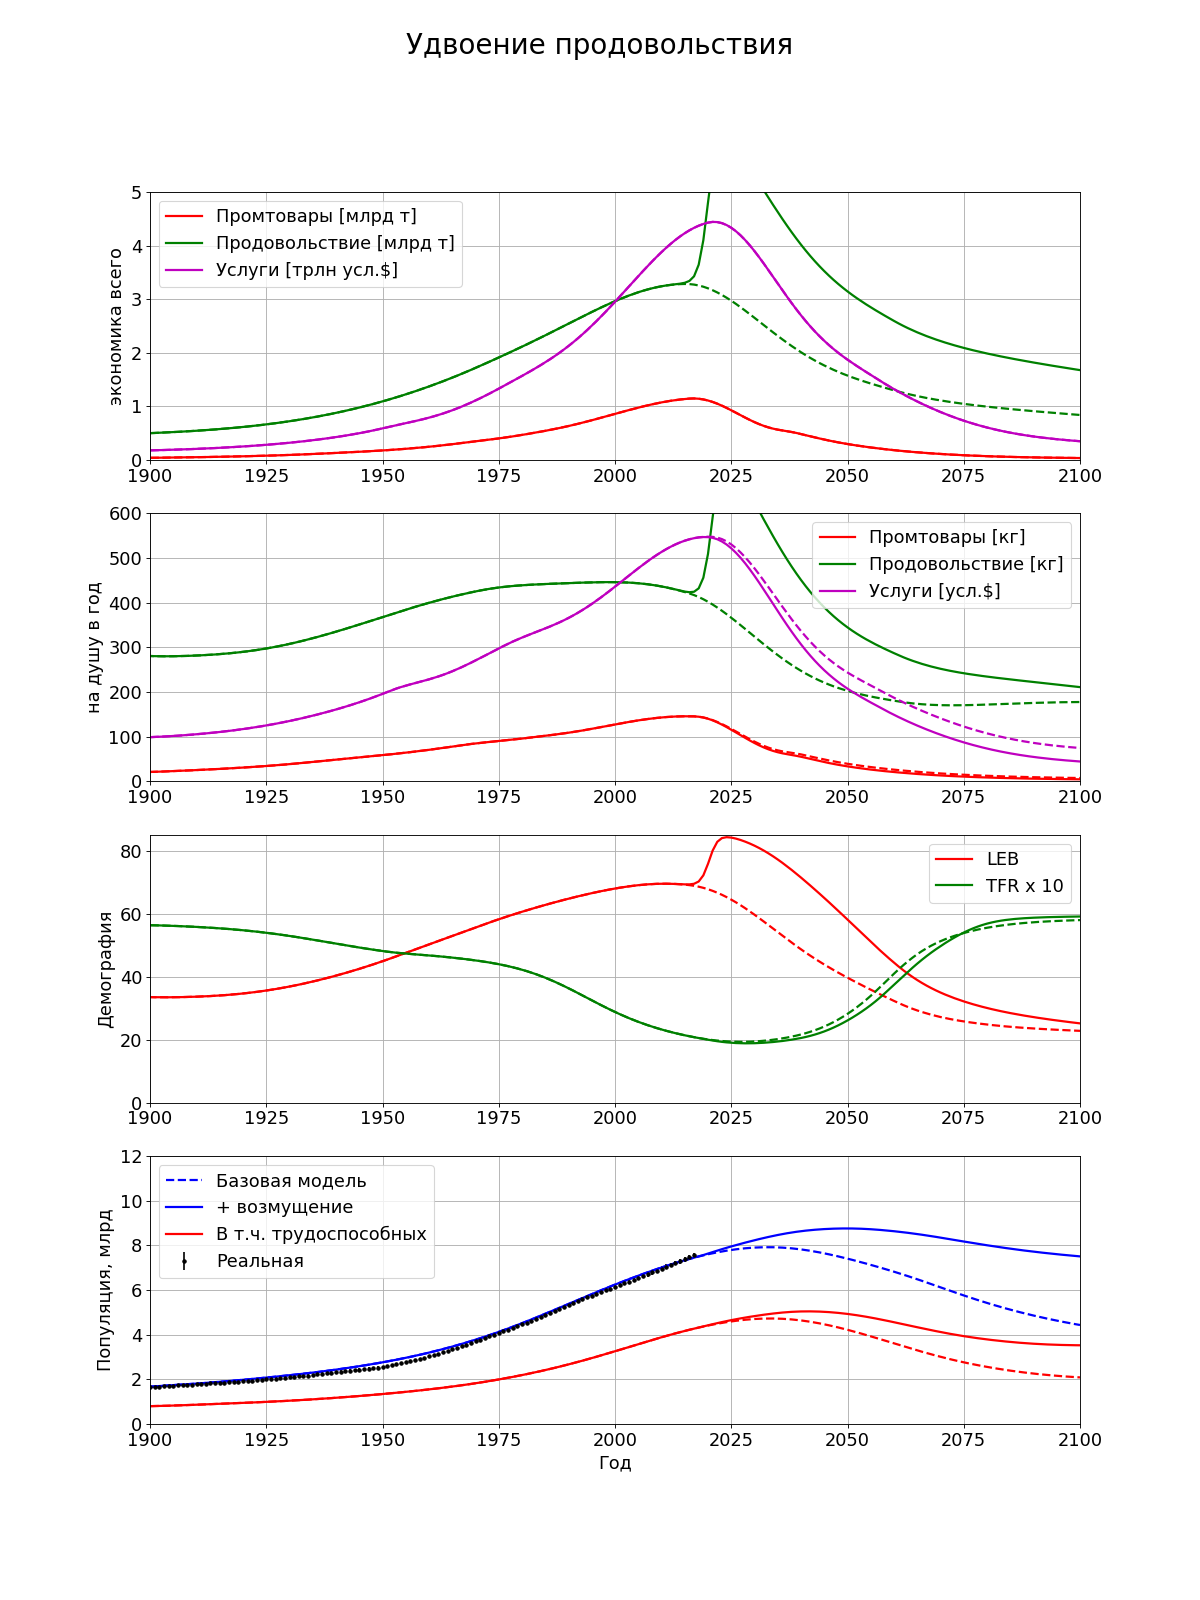 Удвоение продовольствия
экономика всего
5
4
3
2
1
0
Промтовары [млрд т]
Продовольствие [млрд т]
Услуги [трлн усл.$]
1900 1925 1950 1975 2000 2025 2050 2075 2100
на душу в год
600
500
400
300
200
100
0
Промтовары [кг]
Продовольствие [кг]
Услуги [усл.$]
1900 1925 1950 1975 2000 2025 2050 2075 2100
Демография
80
60
40
20
0
LEB
TFR x 10
1900 1925 1950 1975 2000 2025 2050 2075 2100
Популяция, млрд
12
10
8
6
4
2
0
Базовая модель
+ возмущение
В т.ч. трудоспособных
Реальная
1900 1925 1950 1975 2000 2025 2050 2075 2100
Год